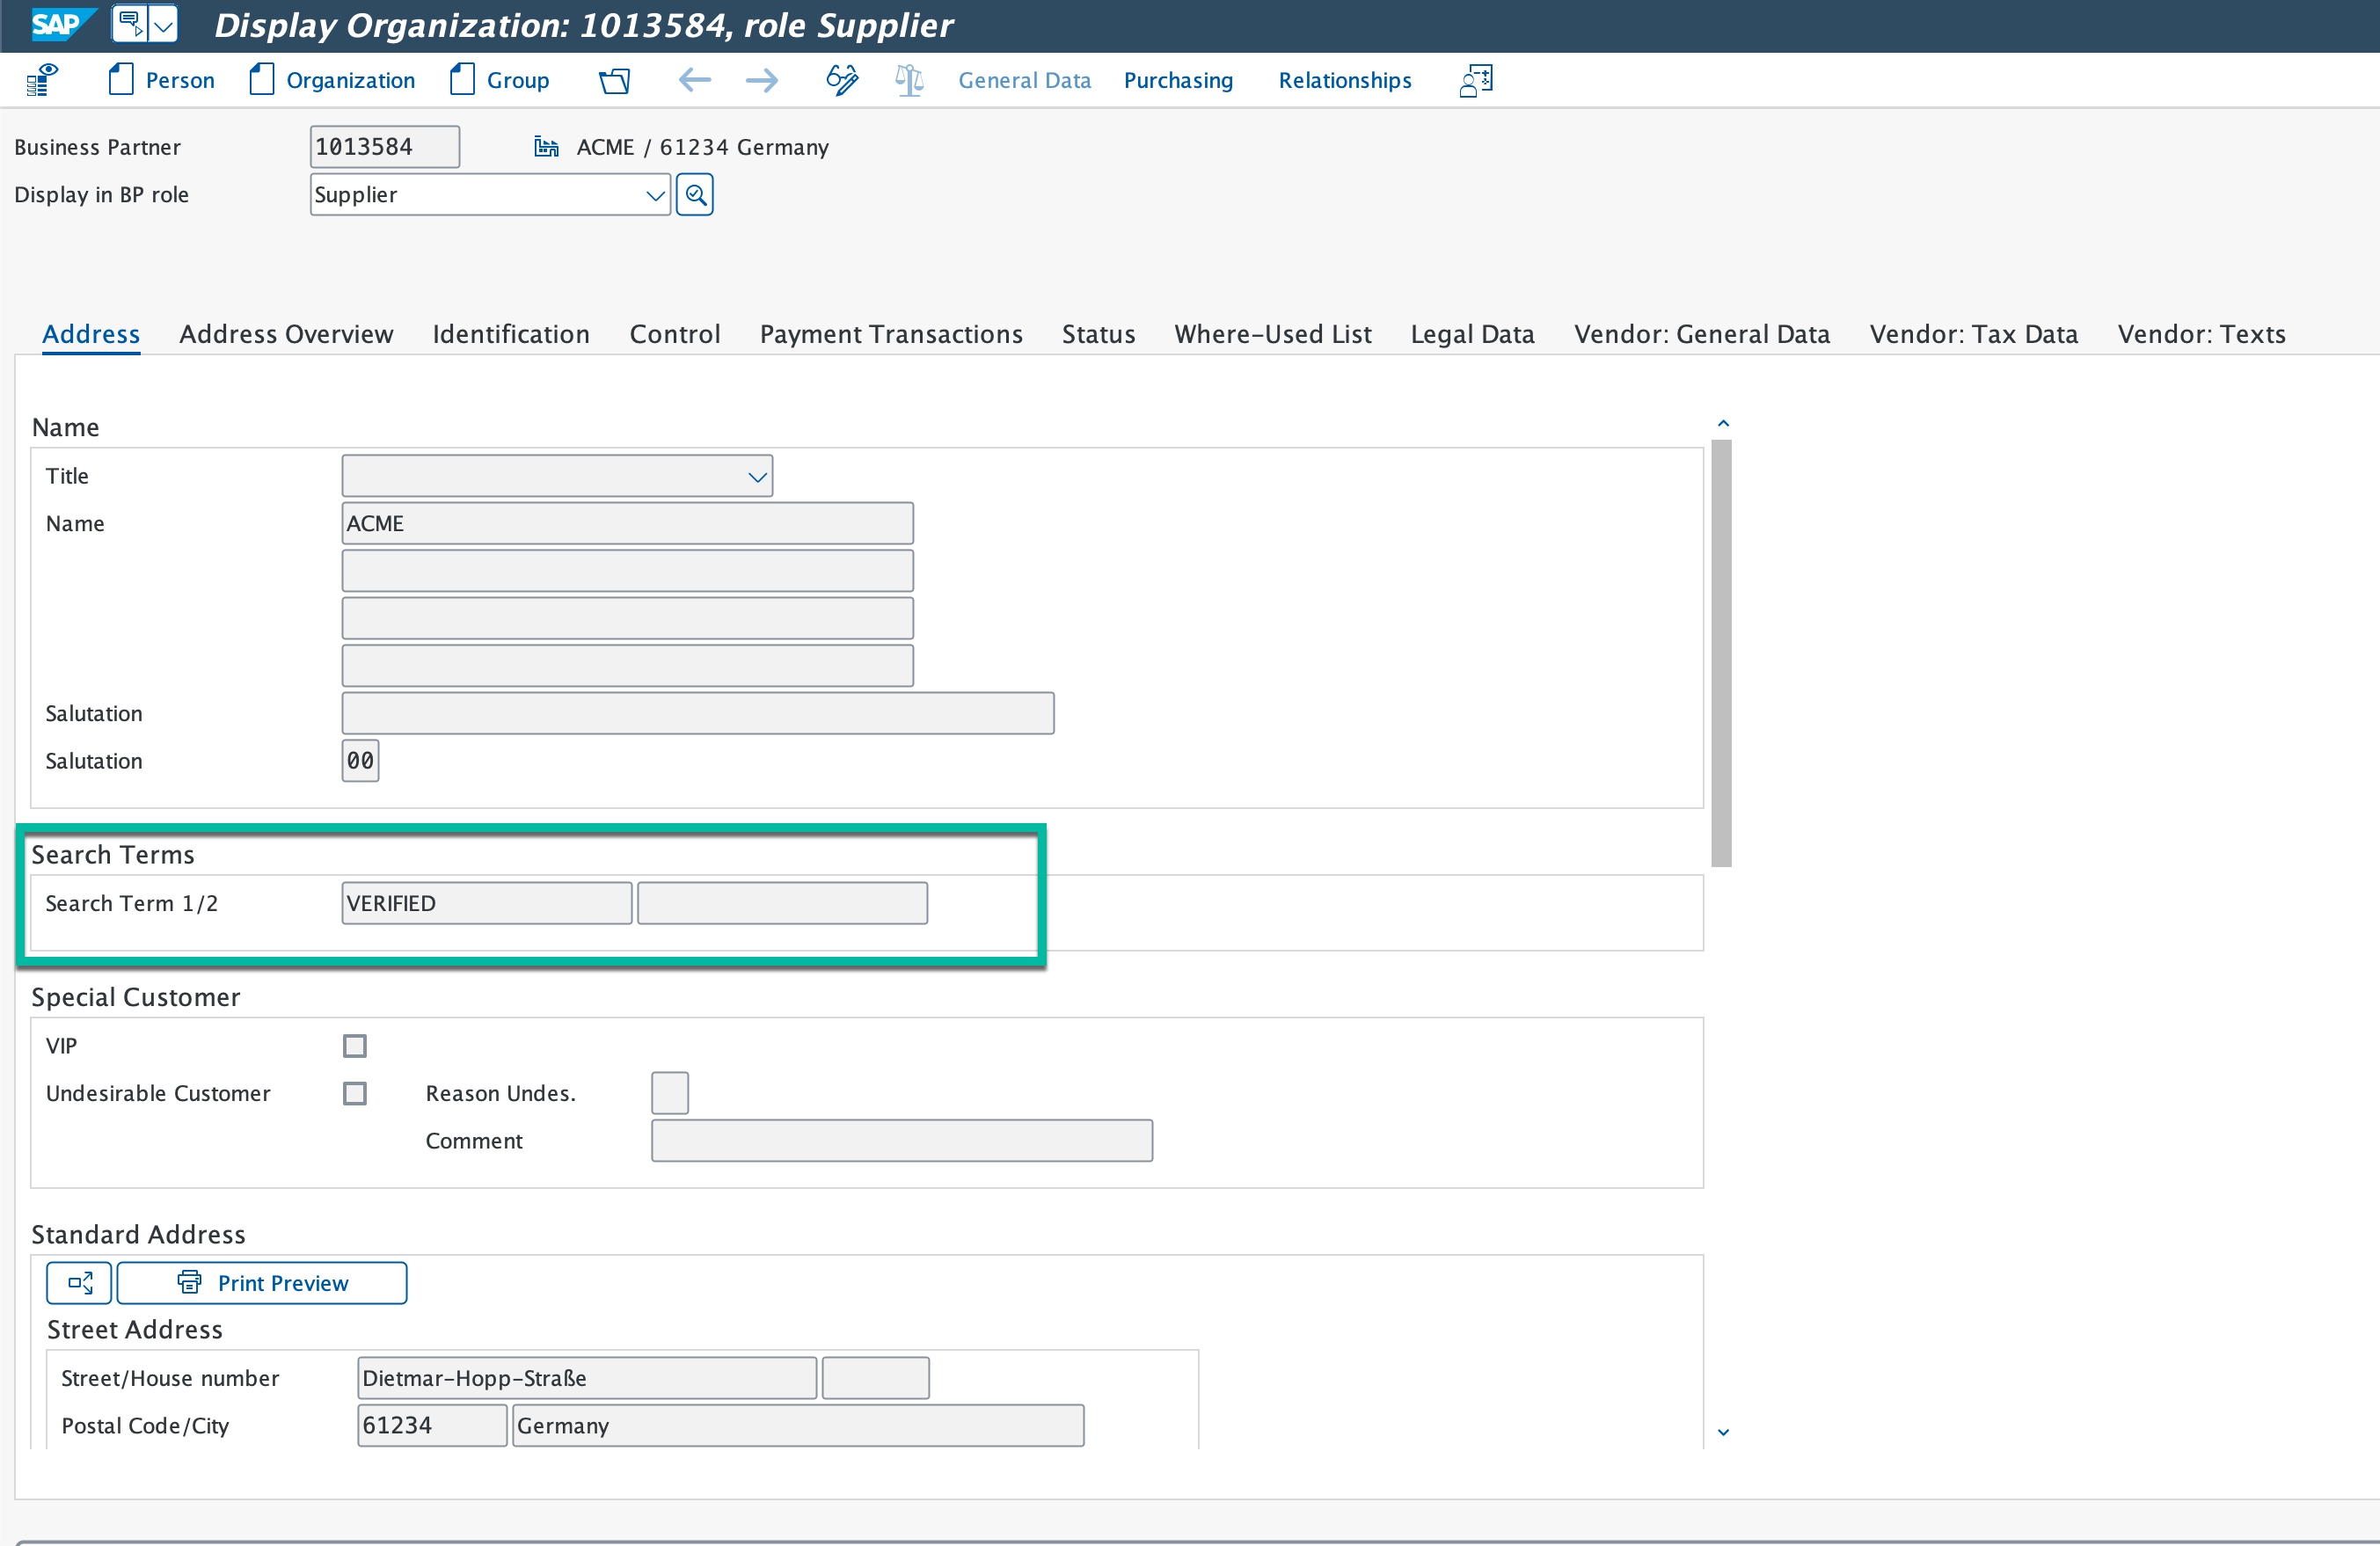 SAP Display Organization: 1013584, role Supplier
Person Organization Group General Data Purchasing Relationships
Business Partner 1013584 ACME / 61234 Germany
Display in BP role Supplier
Address Address Overview Identification Control Payment Transactions Status Where-Used List Legal Data Vendor: General Data Vendor: Tax Data Vendor: Texts
Name
Title
Name ACME
Salutation
Salutation 00
Search Terms
Search Term 1/2 VERIFIED
Special Customer
VIP
Undesirable Customer Reason Undes.
Comment
Standard Address
Print Preview
Street Address
Street/House number Dietmar-Hopp-Straße
Postal Code/City 61234 Germany